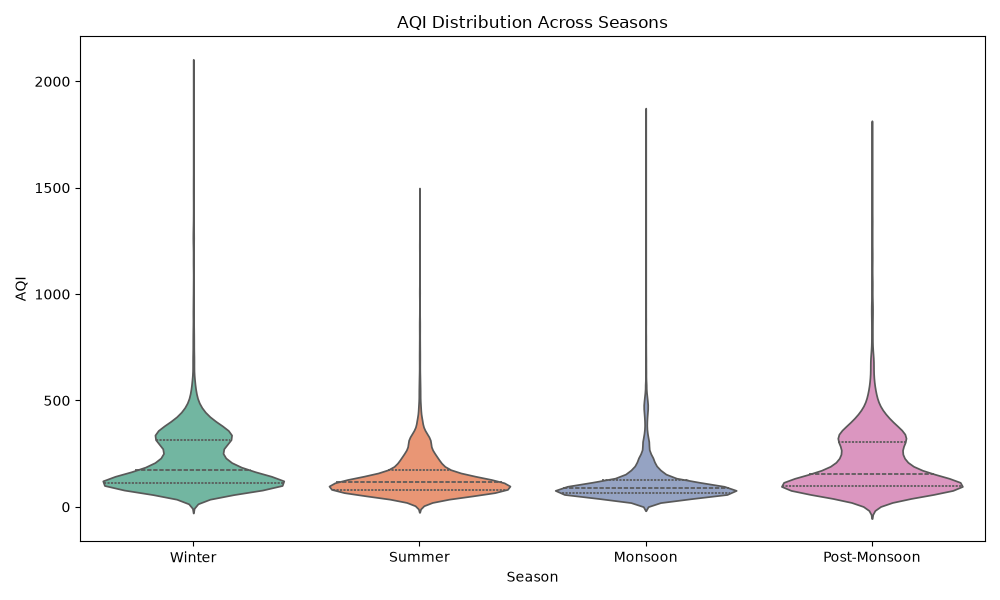 AQI Distribution Across Seasons
2000
1500
1000
500
0
AQI
Winter
Summer
Monsoon
Post-Monsoon
Season